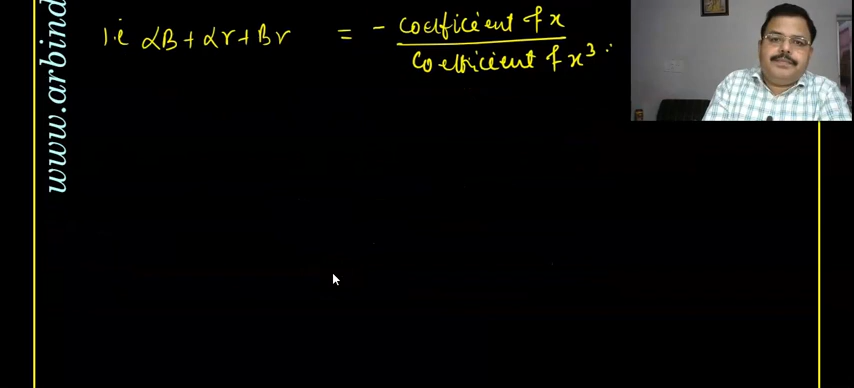 www.arbind
i.e αβ + αγ + βγ = - coefficient of x / coefficient of x³